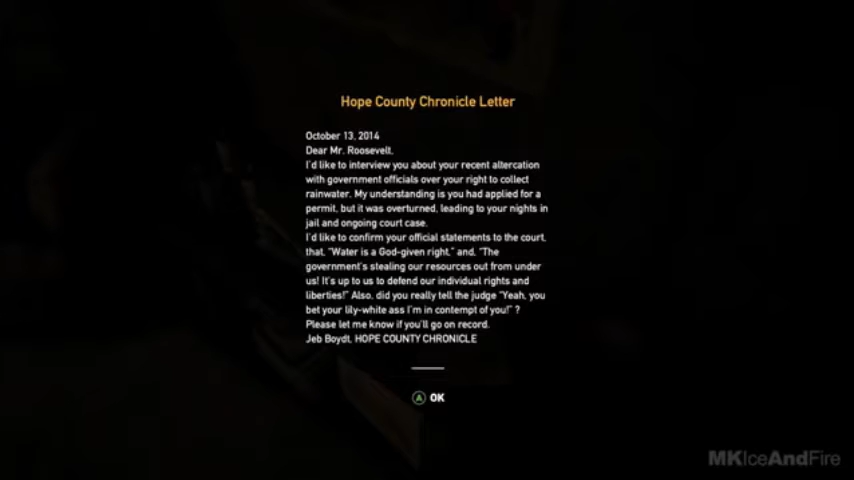 Hope County Chronicle Letter
October 13, 2014
Dear Mr. Roosevelt,
I'd like to interview you about your recent altercation
with government officials over your right to collect
rainwater. My understanding is you had applied for a
permit, but it was overturned, leading to your nights in
jail and ongoing court case.
I'd like to confirm your official statements to the court,
that, "Water is a God-given right," and, "The
government's stealing our resources out from under
us! It's up to us to defend our individual rights and
liberties!" Also, did you really tell the judge "Yeah, you
bet your lily-white ass I'm in contempt of you!" ?
Please let me know if you'll go on record.
Jeb Boydt, HOPE COUNTY CHRONICLE
A OK
MKIceAndFire